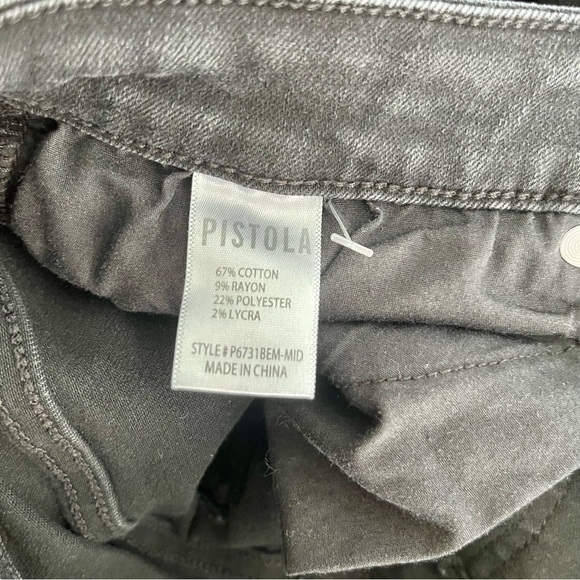 PISTOLA
67% COTTON
9% RAYON
22% POLYESTER
2% LYCRA
STYLE # P6731BEM-MID
MADE IN CHINA